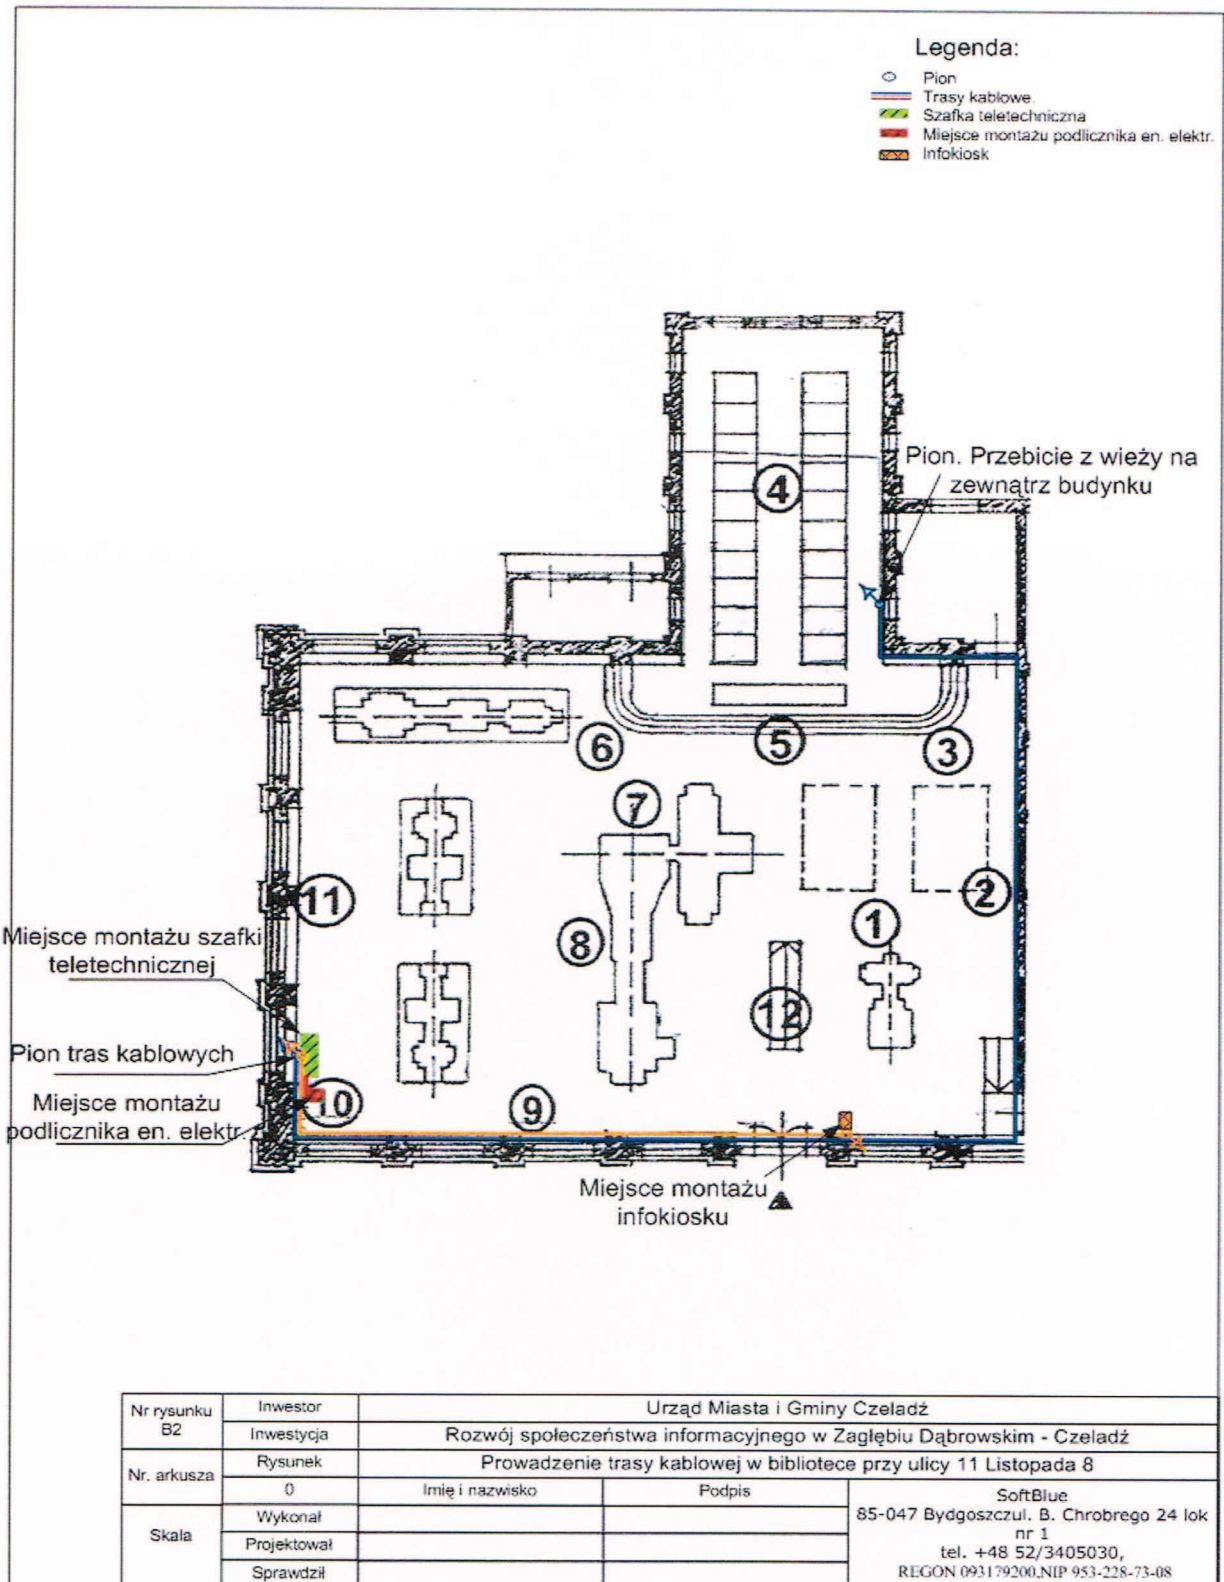 Legenda:
Pion
Trasy kablowe.
Szafka teletechniczna
Miejsce montażu podlicznika en. elektr.
Infokiosk
Pion. Przebicie z wieży na
zewnątrz budynku
4
6
5
3
7
2
11
1
8
Miejsce montażu szafki
teletechnicznej
12
Pion tras kablowych
Miejsce montażu
podlicznika en. elektr.
10
9
Miejsce montażu
infokiosku
Nr rysunku
B2
Inwestor
Urząd Miasta i Gminy Czeladź
Inwestycja
Rozwój społeczeństwa informacyjnego w Zagłębiu Dąbrowskim - Czeladź
Nr. arkusza
Rysunek
Prowadzenie trasy kablowej w bibliotece przy ulicy 11 Listopada 8
0
Imię i nazwisko
Podpis
SoftBlue
85-047 Bydgoszczul. B. Chrobrego 24 lok
nr 1
tel. +48 52/3405030,
REGON 093179200,NIP 953-228-73-08
Skala
Wykonał
Projektował
Sprawdził